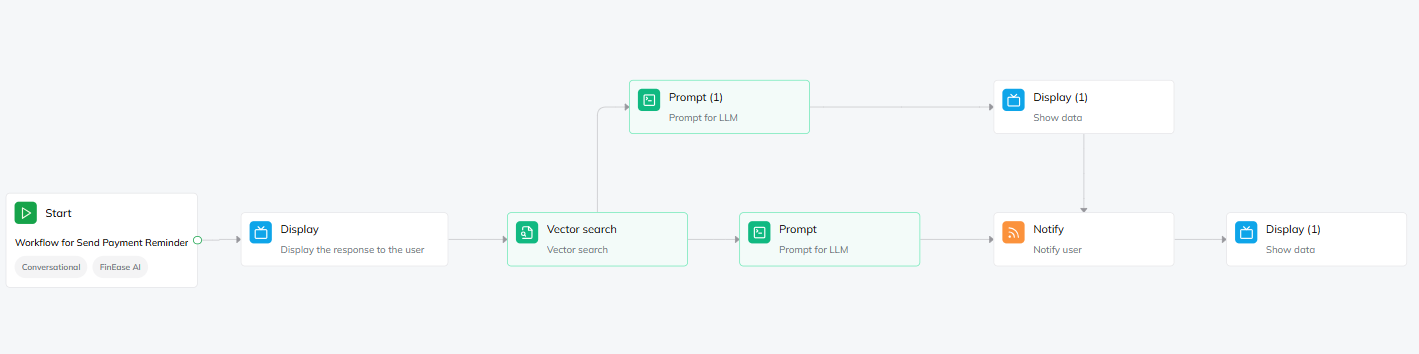 Prompt (1)
Prompt for LLM
Display (1)
Show data
Start
Workflow for Send Payment Reminder
Conversational
FinEase AI
Display
Display the response to the user
Vector search
Vector search
Prompt
Prompt for LLM
Notify
Notify user
Display (1)
Show data